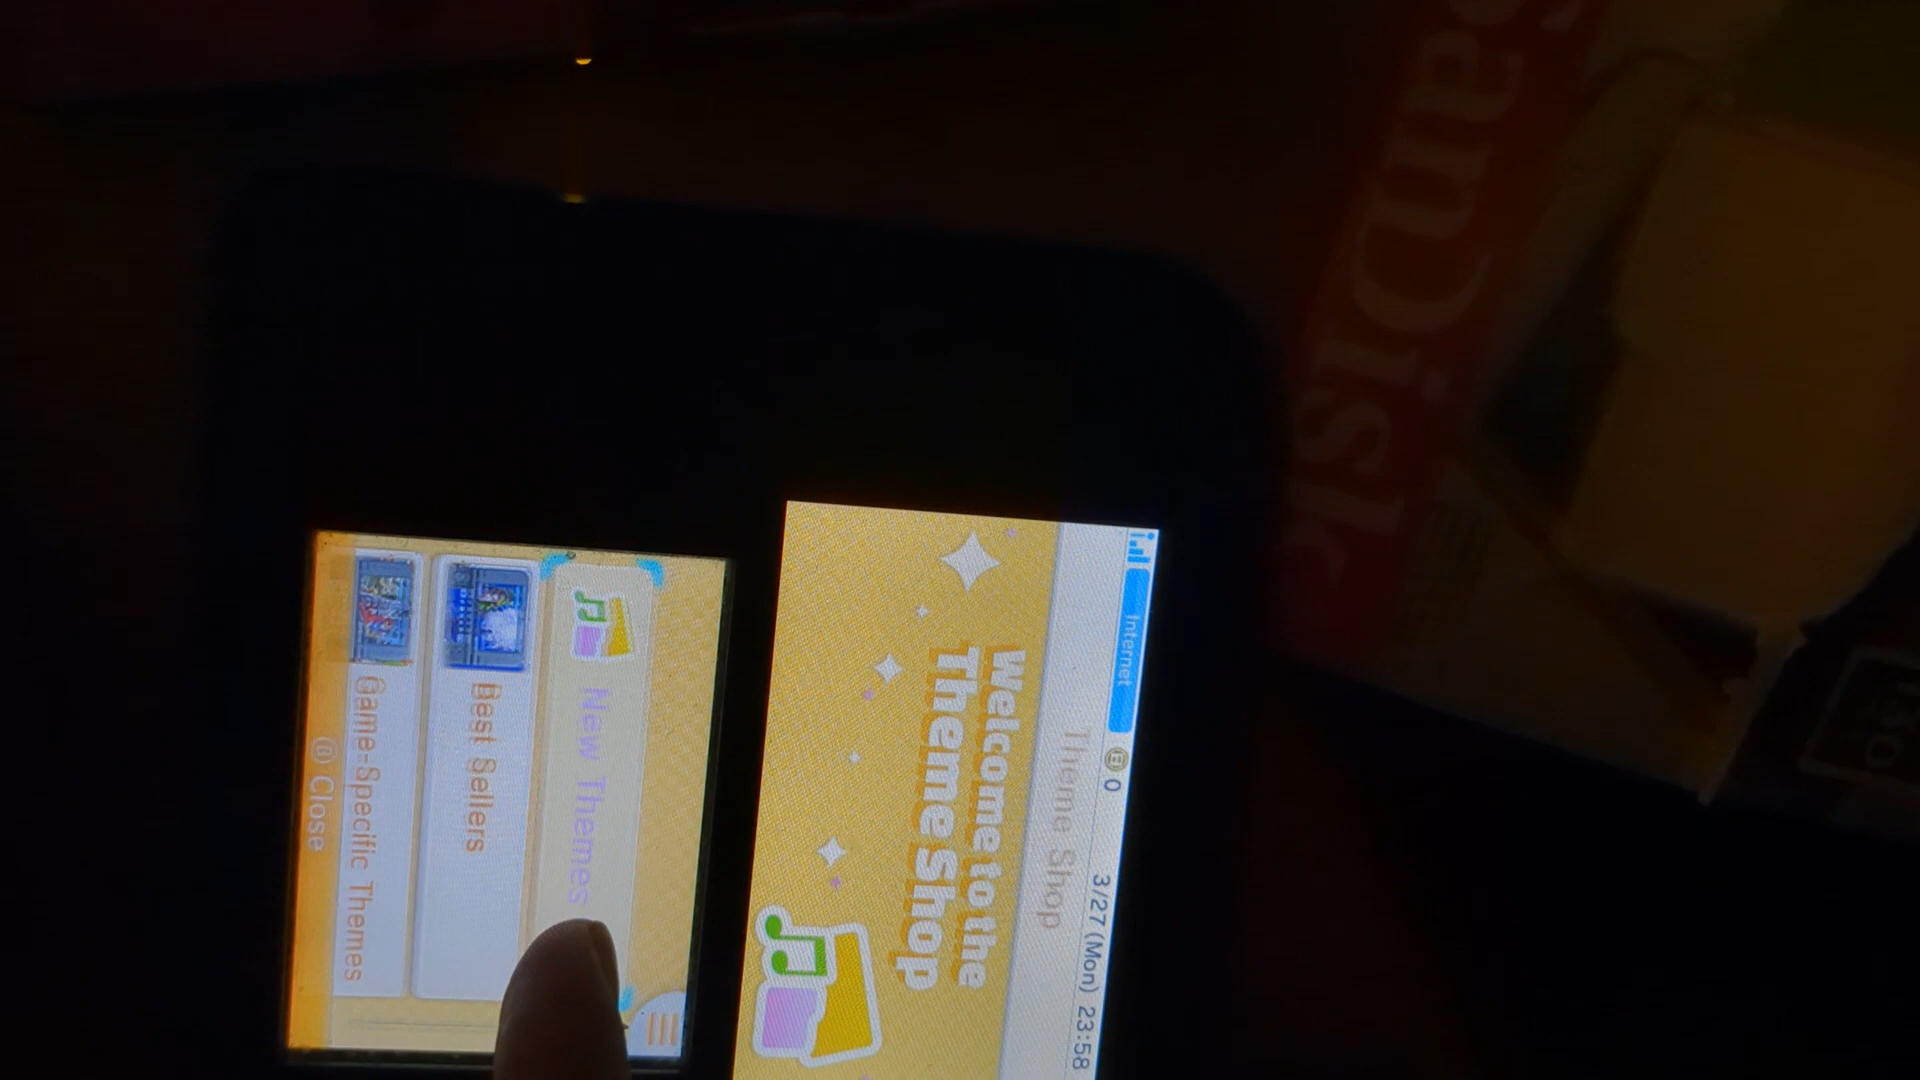 SanDisk
Internet
0
3/27 (Mon) 23:58
Theme Shop
Welcome to the
Theme Shop
New Themes
Best Sellers
Game-Specific Themes
Close